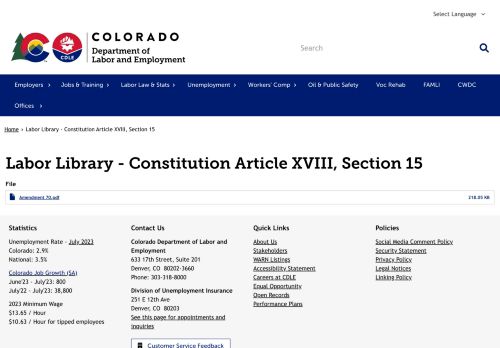 Select Language
COLORADO
Department of
Labor and Employment
CDLE
Search
Employers
Jobs & Training
Labor Law & Stats
Unemployment
Workers' Comp
Oil & Public Safety
Voc Rehab
FAMLI
CWDC
Offices
Home › Labor Library - Constitution Article XVIII, Section 15
Labor Library - Constitution Article XVIII, Section 15
File
Amendment 70.pdf
218.05 KB
Statistics
Unemployment Rate - July 2023
Colorado: 2.9%
National: 3.5%
Colorado Job Growth (SA)
June'23 - July'23: 800
July'22 - July'23: 38,800
2023 Minimum Wage
$13.65 / Hour
$10.63 / Hour for tipped employees
Contact Us
Colorado Department of Labor and
Employment
633 17th Street, Suite 201
Denver, CO 80202-3660
Phone: 303-318-8000
Division of Unemployment Insurance
251 E 12th Ave
Denver, CO 80203
See this page for appointments and
inquiries
Customer Service Feedback
Quick Links
About Us
Stakeholders
WARN Listings
Accessibility Statement
Careers at CDLE
Equal Opportunity
Open Records
Performance Plans
Policies
Social Media Comment Policy
Security Statement
Privacy Policy
Legal Notices
Linking Policy